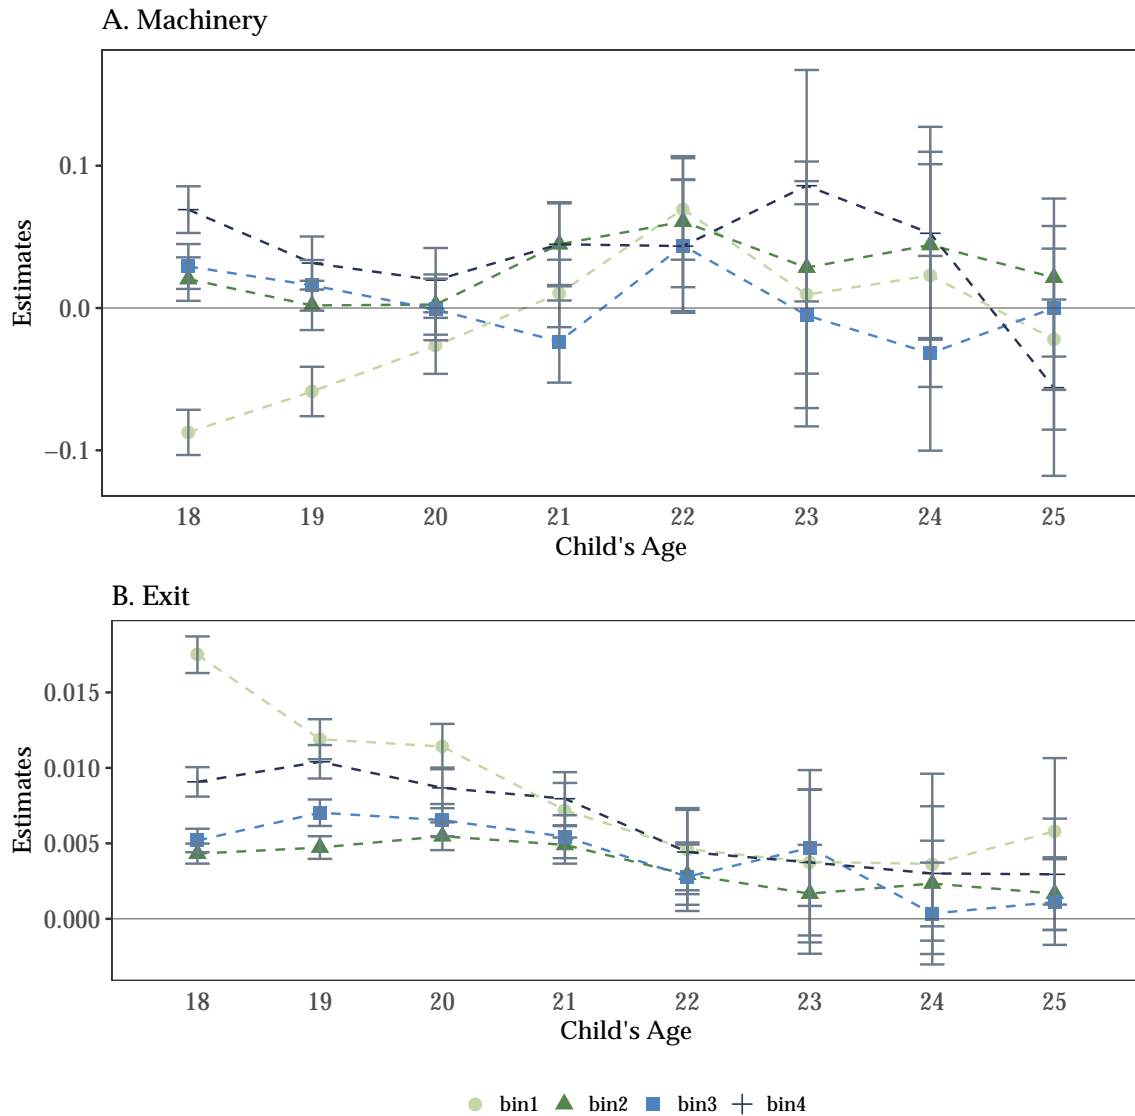 A. Machinery
Estimates
0.1
0.0
−0.1
18 19 20 21 22 23 24 25
Child's Age
B. Exit
Estimates
0.015
0.010
0.005
0.000
18 19 20 21 22 23 24 25
Child's Age
bin1 bin2 bin3 bin4